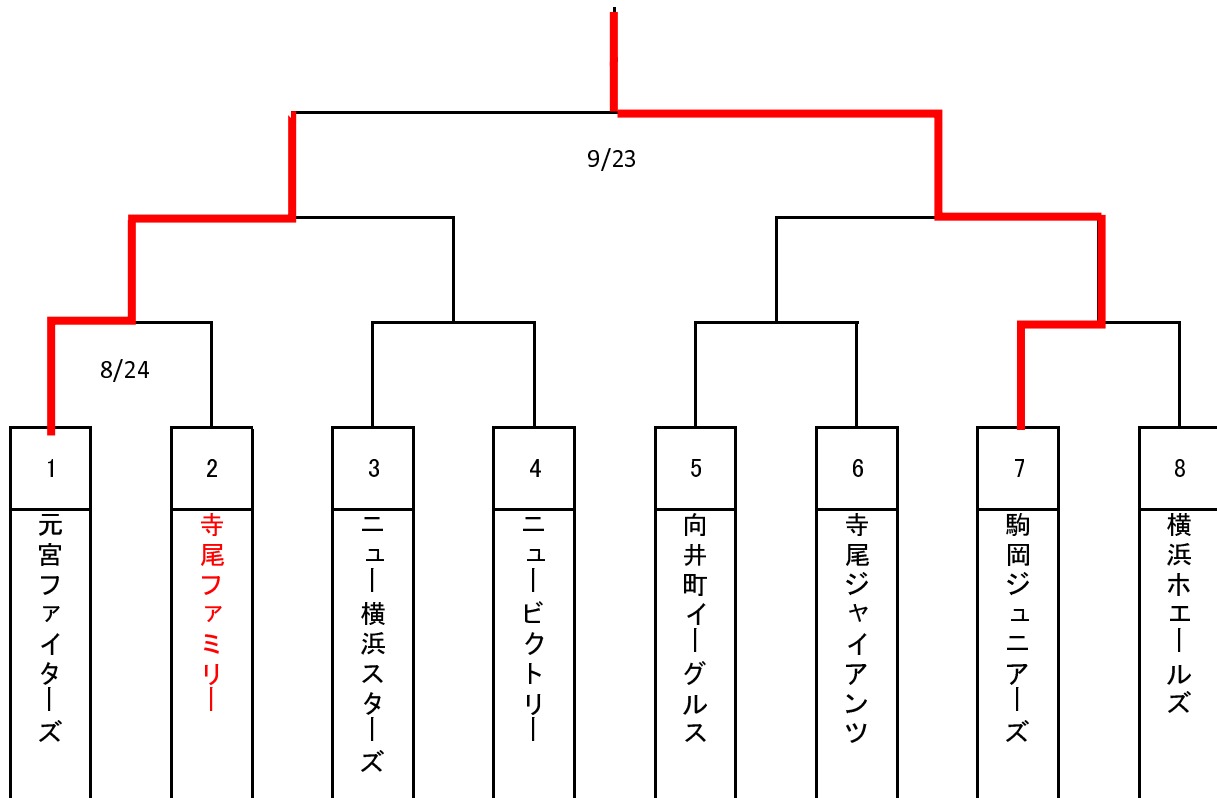 9/23
8/24
1
2
3
4
5
6
7
8
元宮ファイターズ
寺尾ファミリー
ニュー横浜スターズ
ニュービクトリー
向井町イーグルス
寺尾ジャイアンツ
駒岡ジュニアーズ
横浜ホエールズ